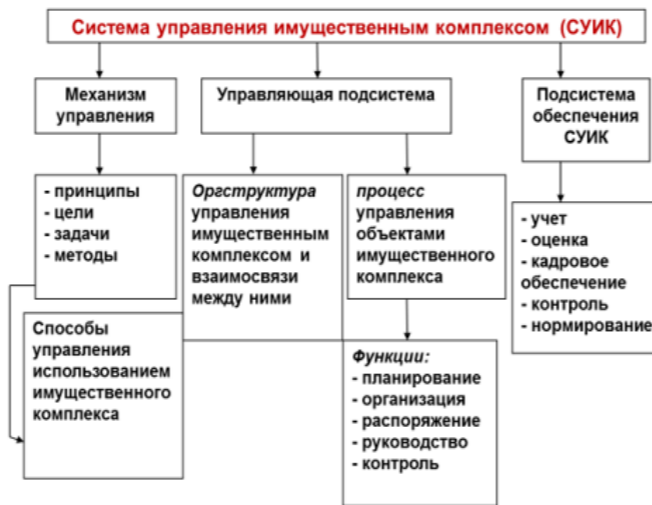 Система управления имущественным комплексом (СУИК)
Механизм
управления
Управляющая подсистема
Подсистема
обеспечения
СУИК
- принципы
- цели
- задачи
- методы
Оргструктура
управления
имущественным
комплексом и
взаимосвязи
между ними
процесс
управления
объектами
имущественного
комплекса
- учет
- оценка
- кадровое
обеспечение
- контроль
- нормирование
Способы
управления
использованием
имущественного
комплекса
Функции:
- планирование
- организация
- распоряжение
- руководство
- контроль